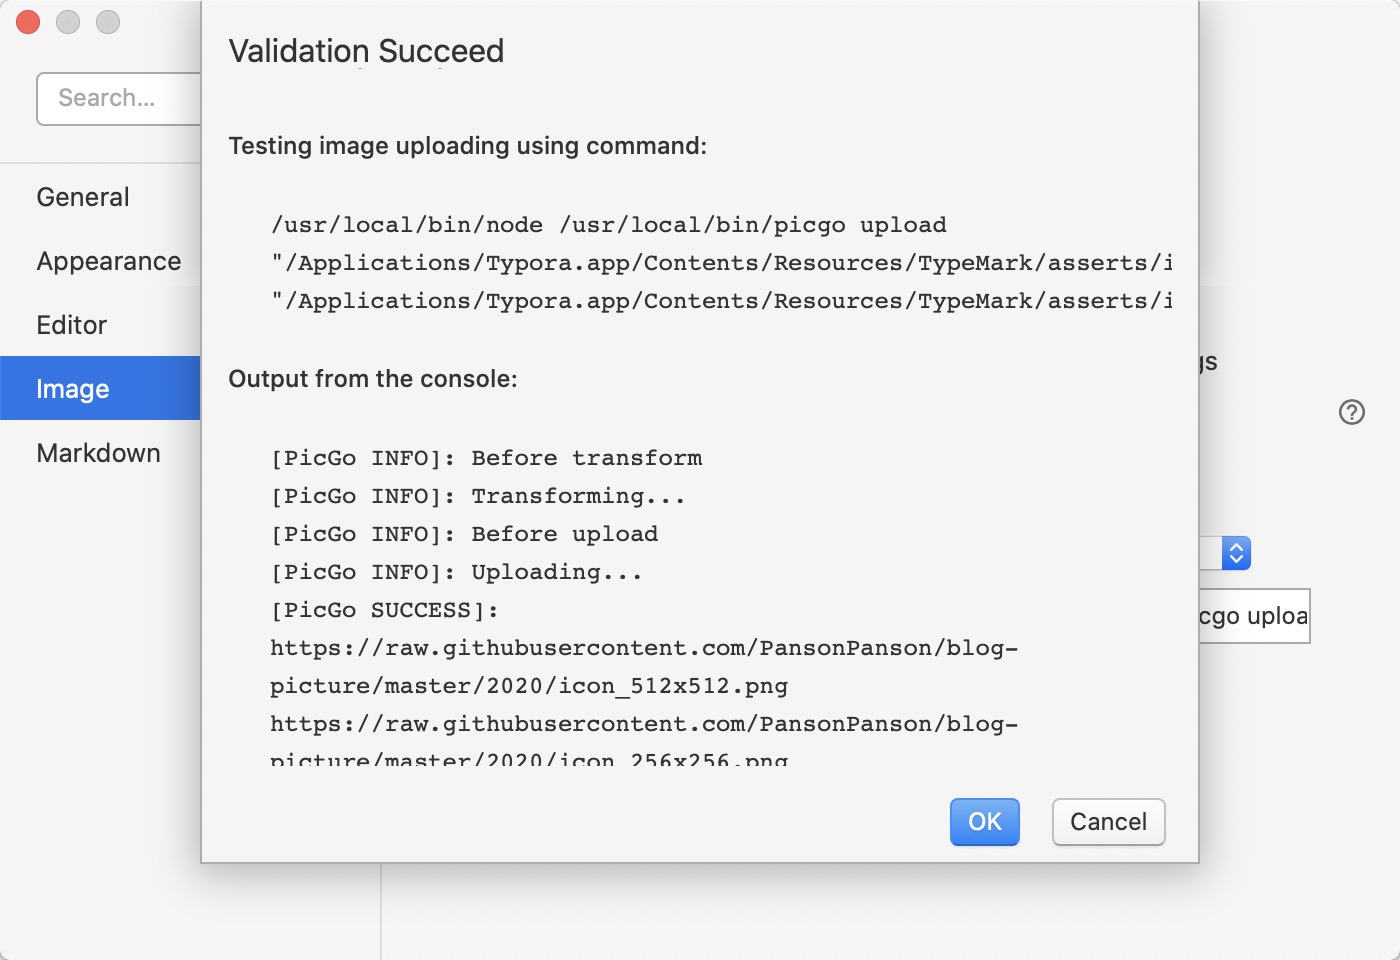 Validation Succeed
Search...
Testing image uploading using command:
General
/usr/local/bin/node /usr/local/bin/picgo upload
Appearance
"/Applications/Typora.app/Contents/Resources/TypeMark/asserts/i
"/Applications/Typora.app/Contents/Resources/TypeMark/asserts/i
Editor
gs
Output from the console:
Image
?
Markdown
[PicGo INFO]: Before transform
[PicGo INFO]: Transforming...
[PicGo INFO]: Before upload
[PicGo INFO]: Uploading...
[PicGo SUCCESS]:
cgo uploa
https://raw.githubusercontent.com/PansonPanson/blog-
picture/master/2020/icon_512x512.png
https://raw.githubusercontent.com/PansonPanson/blog-
picture/master/2020/icon_256x256.png
OK
Cancel